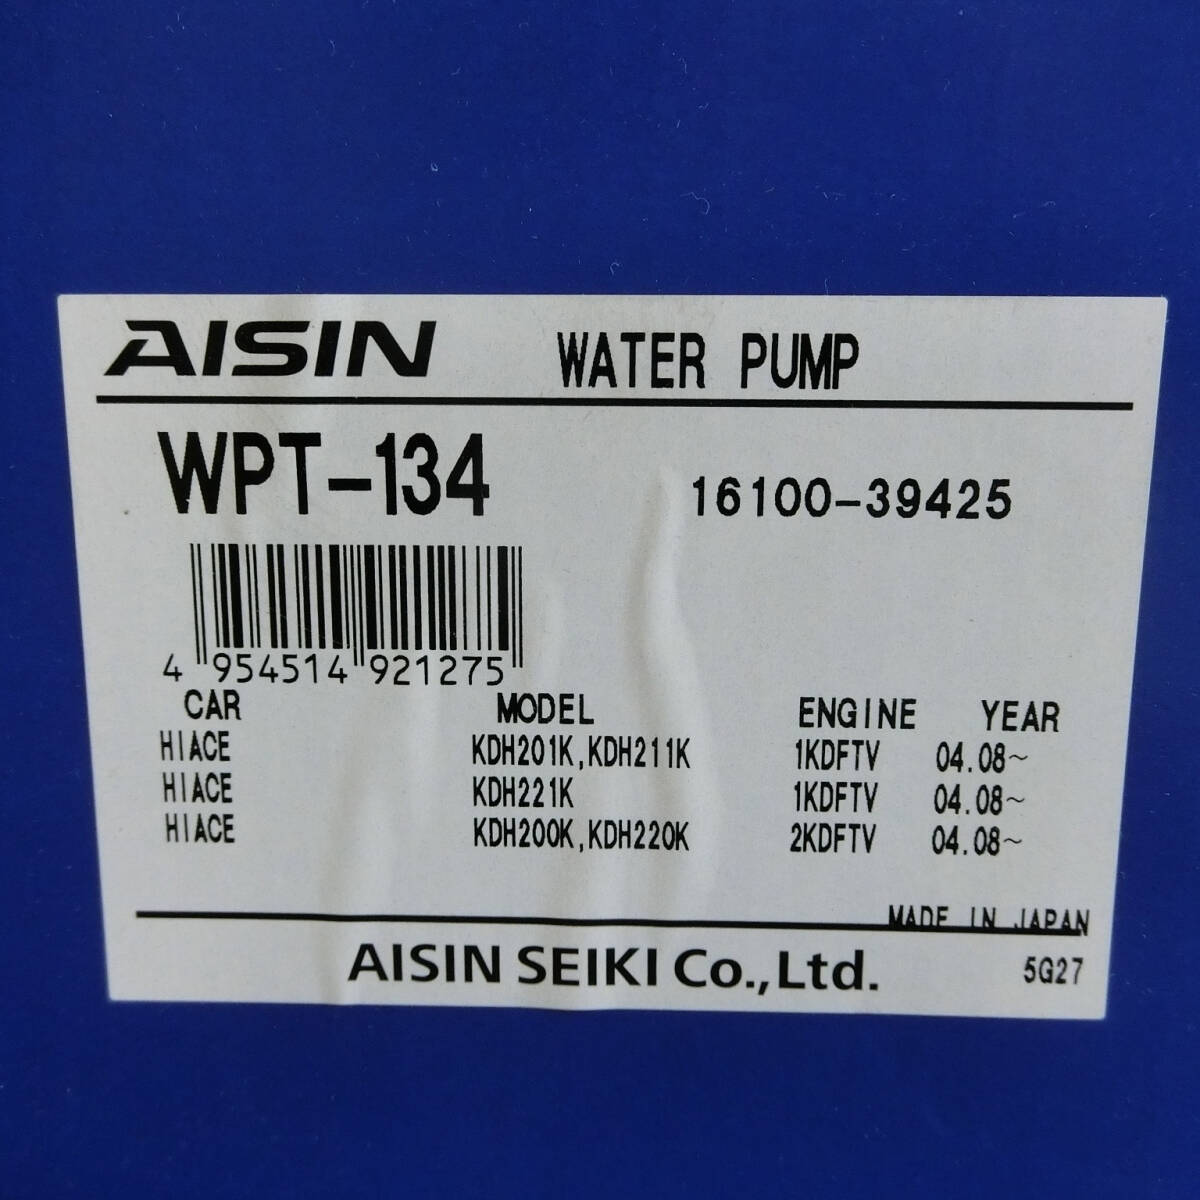 AISIN WATER PUMP
WPT-134 16100-39425
4 954514 921275
CAR MODEL ENGINE YEAR
HIACE KDH201K,KDH211K 1KDFTV 04.08~
HIACE KDH221K 1KDFTV 04.08~
HIACE KDH200K,KDH220K 2KDFTV 04.08~
MADE IN JAPAN
AISIN SEIKI Co.,Ltd. 5G27